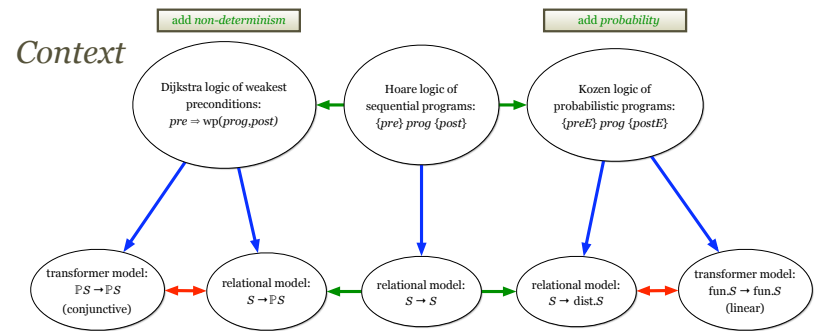 add non-determinism
add probability
Context
Dijkstra logic of weakest
preconditions:
pre ⇒ wp(prog,post)
Hoare logic of
sequential programs:
{pre} prog {post}
Kozen logic of
probabilistic programs:
{preE} prog {postE}
transformer model:
ℙS → ℙS
(conjunctive)
relational model:
S → ℙS
relational model:
S → S
relational model:
S → dist.S
transformer model:
fun.S → fun.S
(linear)